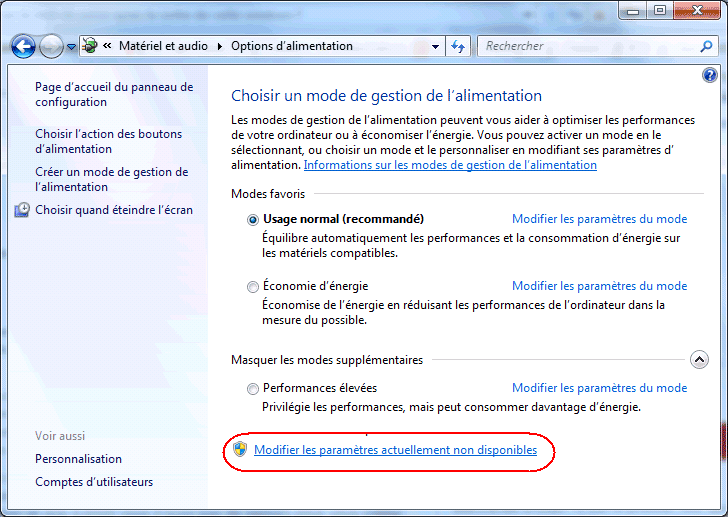 « Matériel et audio ▸ Options d'alimentation
Rechercher
Page d'accueil du panneau de
configuration
Choisir l'action des boutons
d'alimentation
Créer un mode de gestion de
l'alimentation
Choisir quand éteindre l'écran
Voir aussi
Personnalisation
Comptes d'utilisateurs
Choisir un mode de gestion de l'alimentation
Les modes de gestion de l'alimentation peuvent vous aider à optimiser les performances
de votre ordinateur ou à économiser l'énergie. Vous pouvez activer un mode en le
sélectionnant, ou choisir un mode et le personnaliser en modifiant ses paramètres d'
alimentation. Informations sur les modes de gestion de l'alimentation
Modes favoris
Usage normal (recommandé) Modifier les paramètres du mode
Équilibre automatiquement les performances et la consommation d'énergie sur
les matériels compatibles.
Économie d'énergie Modifier les paramètres du mode
Économise de l'énergie en réduisant les performances de l'ordinateur dans la
mesure du possible.
Masquer les modes supplémentaires
Performances élevées Modifier les paramètres du mode
Privilégie les performances, mais peut consommer davantage d'énergie.
Modifier les paramètres actuellement non disponibles